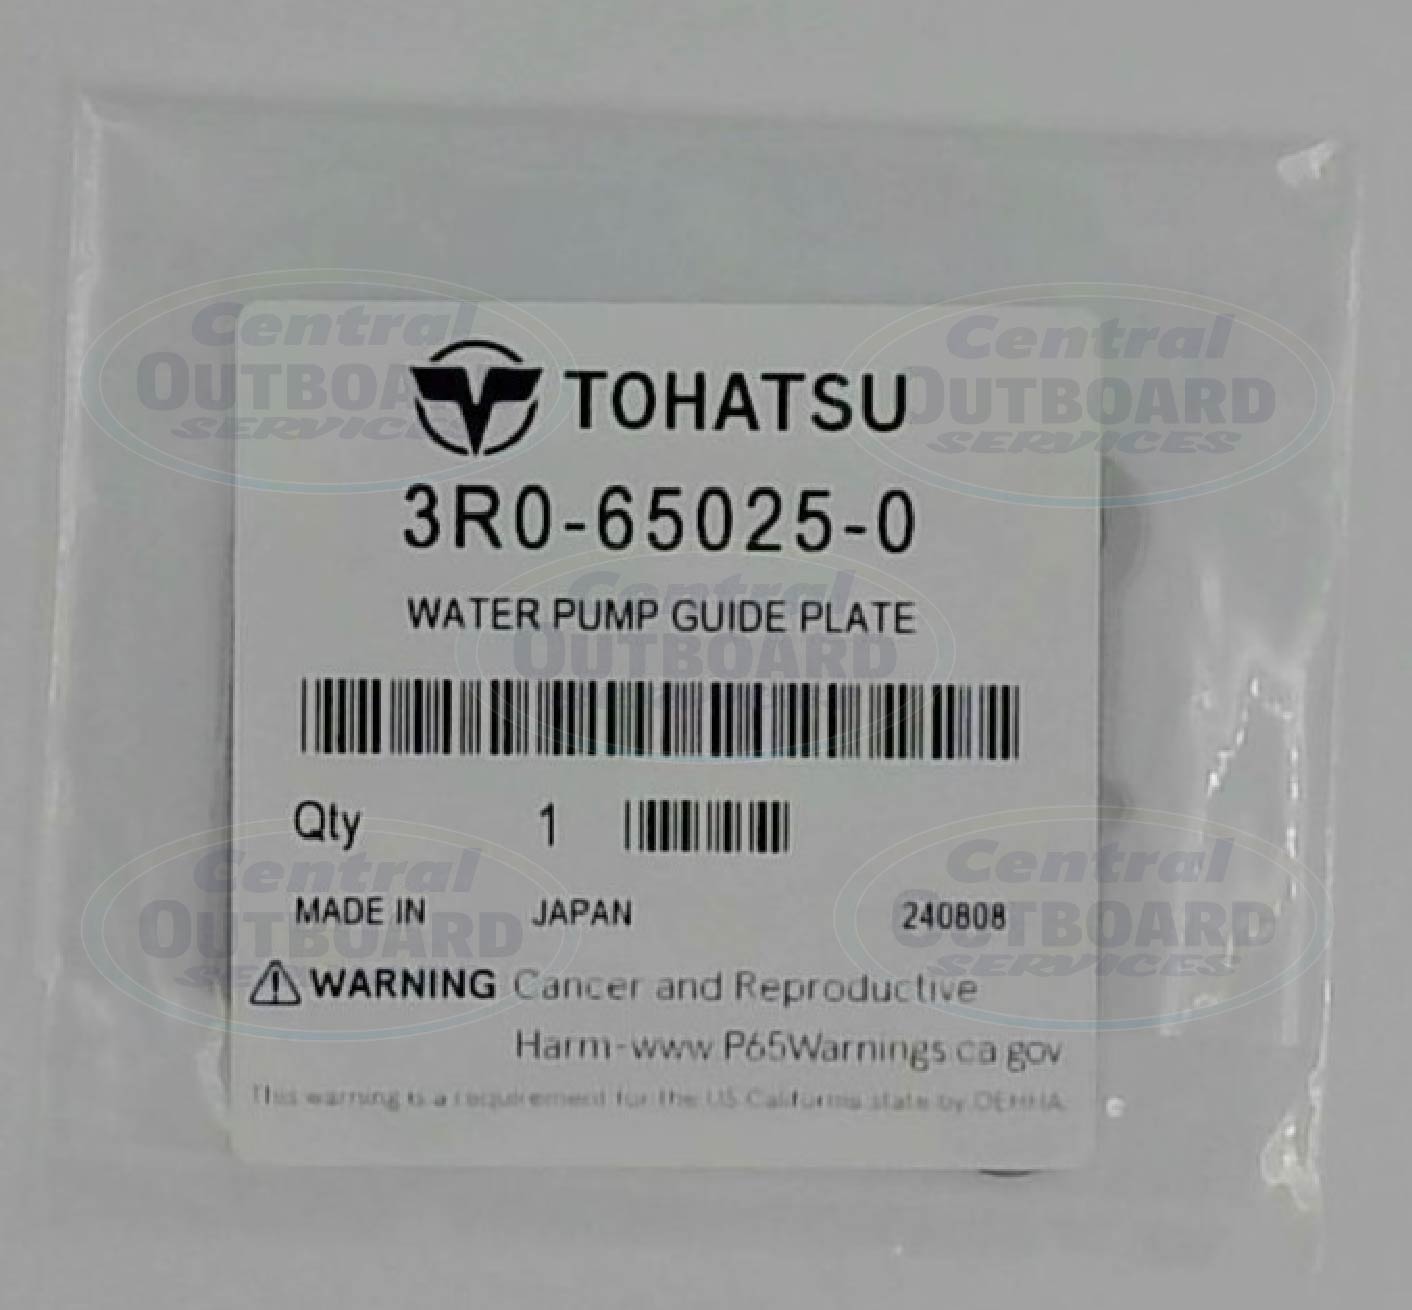 TOHATSU
3R0-65025-0
WATER PUMP GUIDE PLATE
Qty 1
MADE IN JAPAN 240808
WARNING Cancer and Reproductive
Harm-www.P65Warnings.ca.gov
This warning is a requirement for the US California state by OEHHA.
Central
OUTBOARD
SERVICES
Central
OUTBOARD
SERVICES
Central
OUTBOARD
Central
OUTBOARD
SERVICES
Central
OUTBOARD
SERVICES